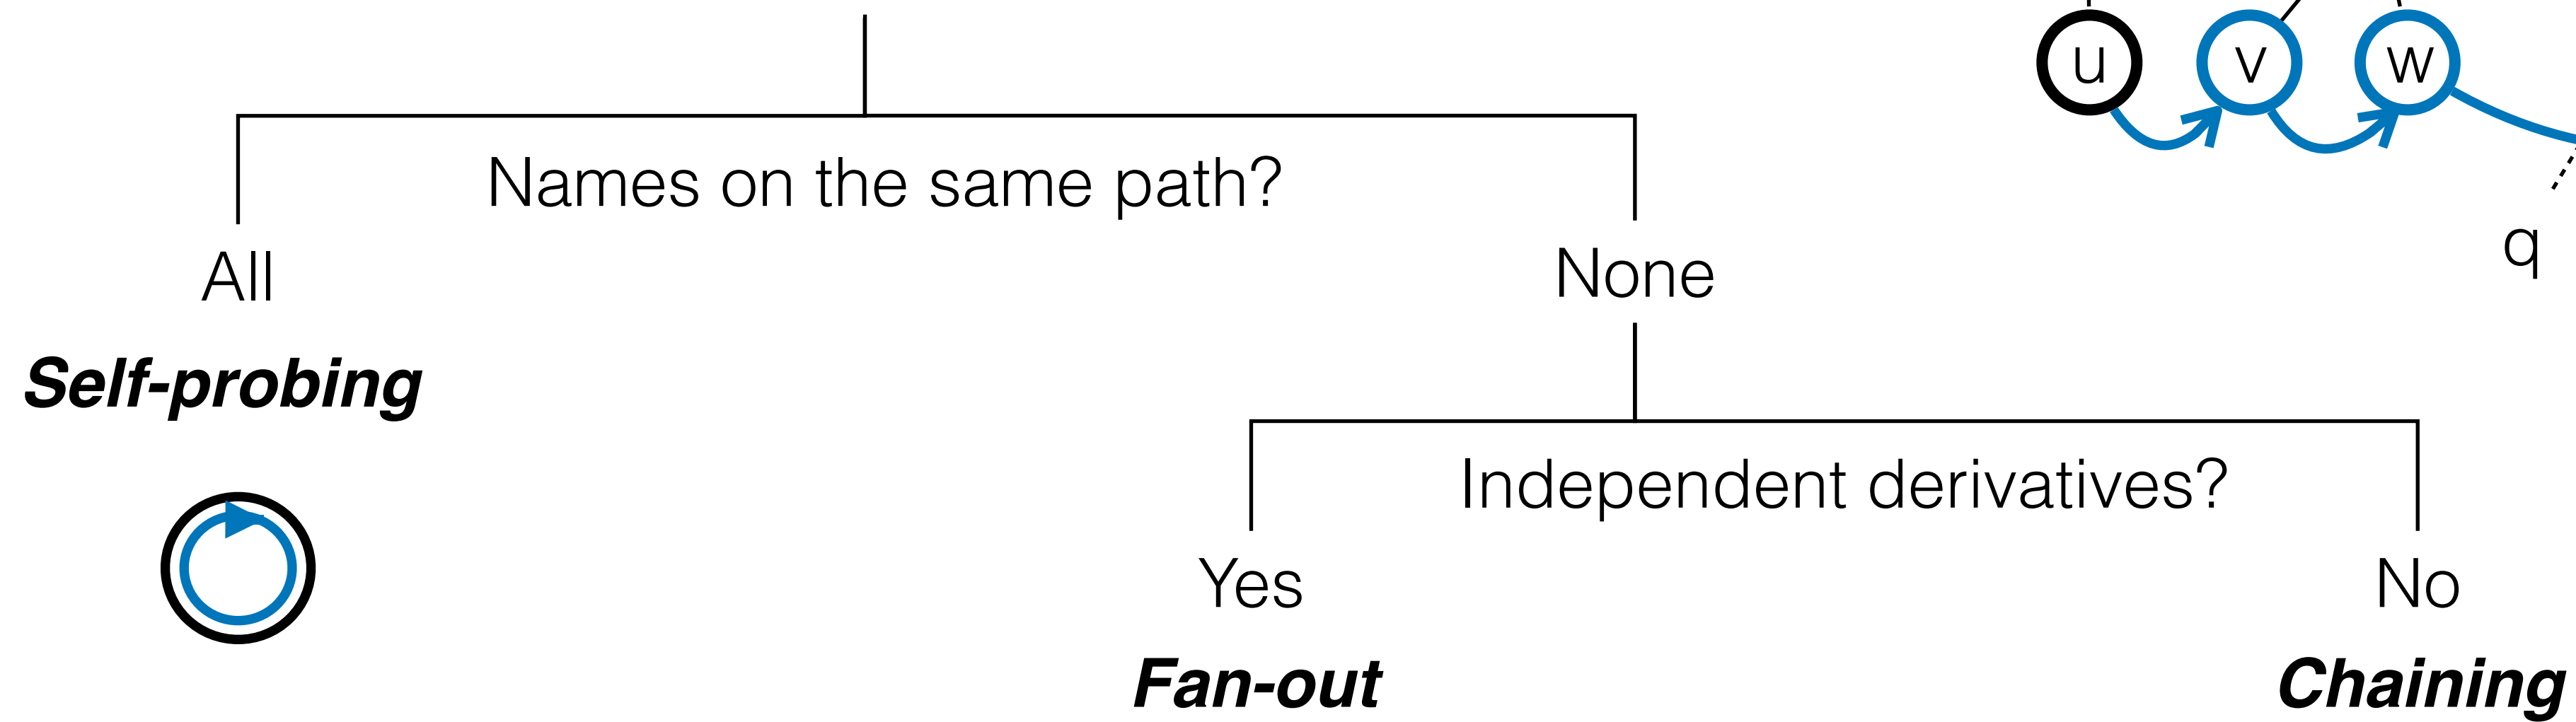 u v w
Names on the same path?
q
All
None
Self-probing
Independent derivatives?
Yes
No
Fan-out
Chaining